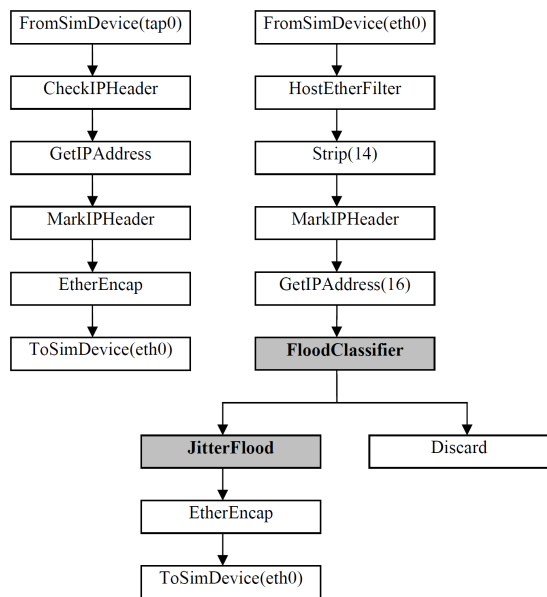 FromSimDevice(tap0)
FromSimDevice(eth0)
CheckIPHeader
HostEtherFilter
GetIPAddress
Strip(14)
MarkIPHeader
MarkIPHeader
EtherEncap
GetIPAddress(16)
ToSimDevice(eth0)
FloodClassifier
JitterFlood
Discard
EtherEncap
ToSimDevice(eth0)